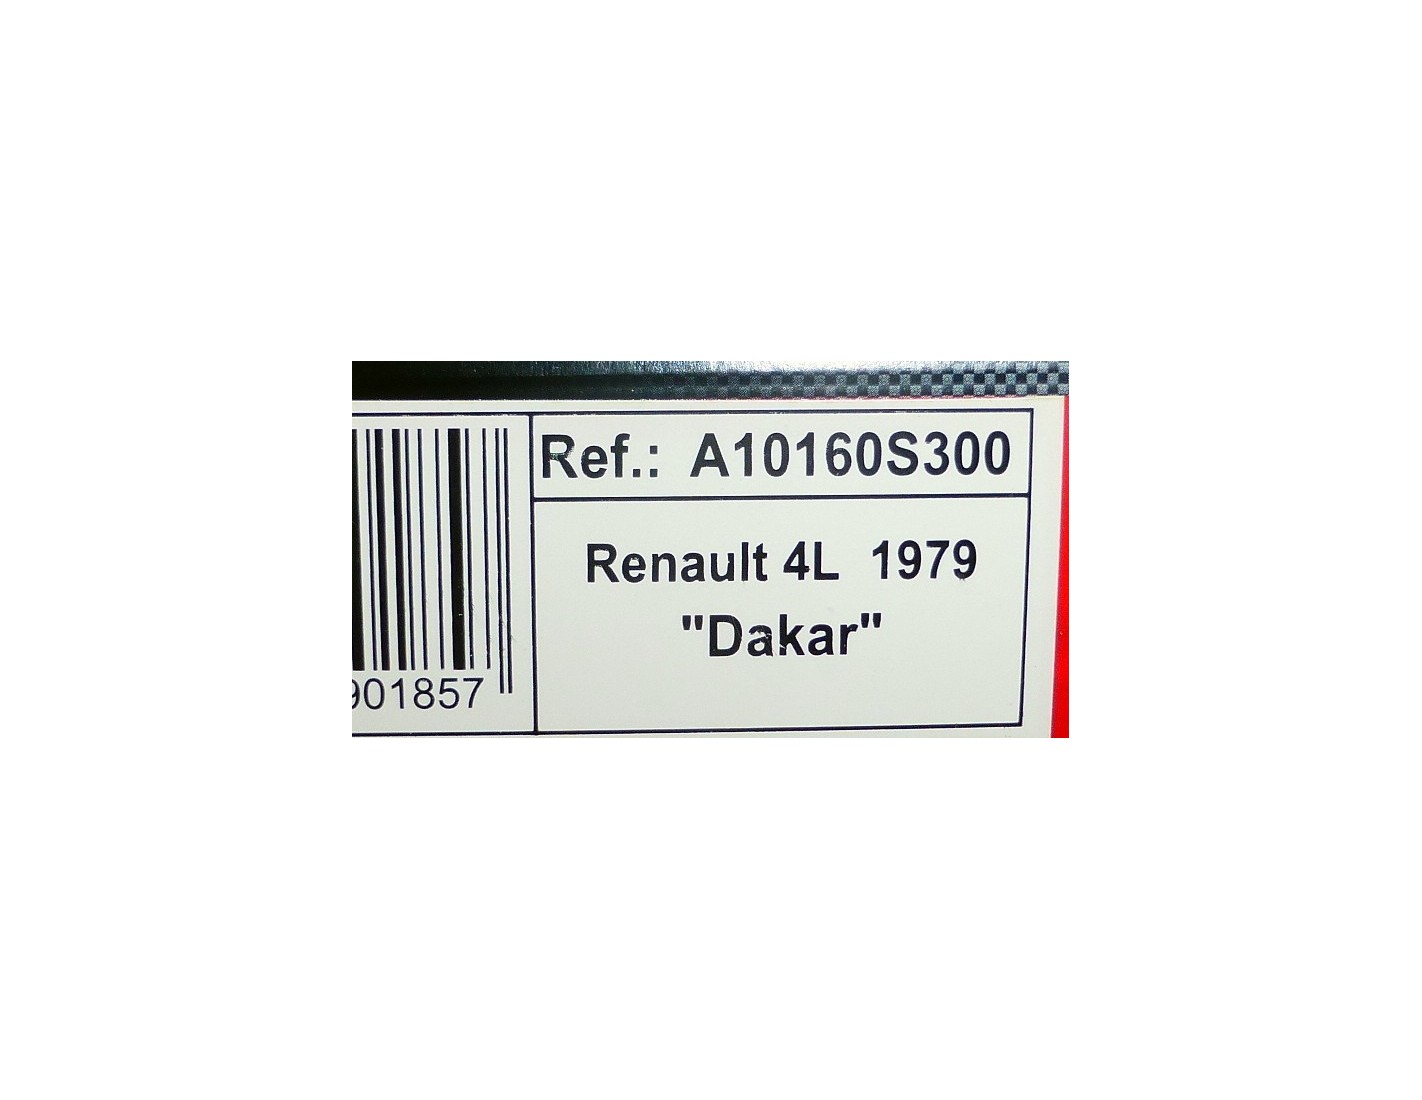 Ref.: A10160S300
Renault 4L 1979
"Dakar"
901857